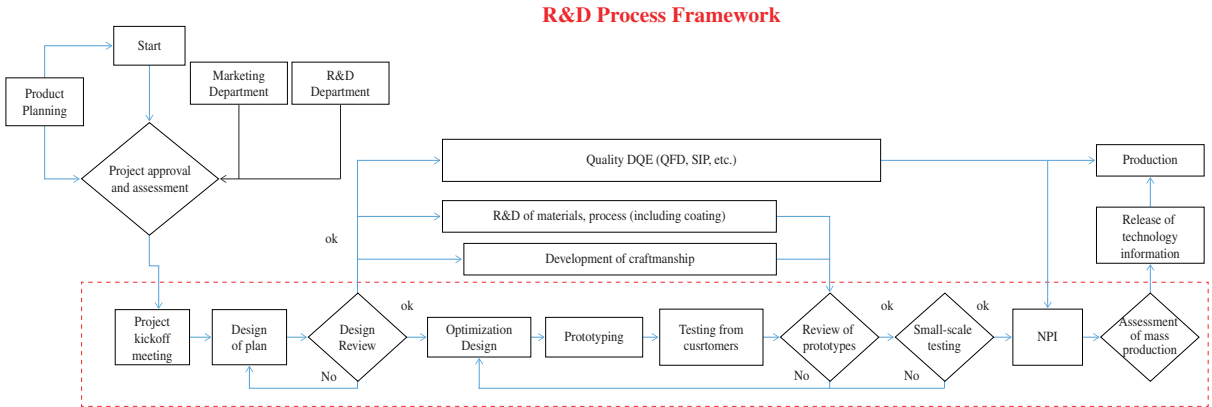 R&D Process Framework
Start
Marketing
Department
R&D
Department
Product
Planning
Project approval
and assessment
Quality DQE (QFD, SIP, etc.)
Production
R&D of materials, process (including coating)
Release of
technology
information
ok
Development of craftmanship
ok
ok
ok
Project
kickoff
meeting
Design
of plan
Design
Review
Optimization
Design
Prototyping
Testing from
cusrtomers
Review of
prototypes
Small-scale
testing
NPI
Assessment
of mass
production
No
No
No